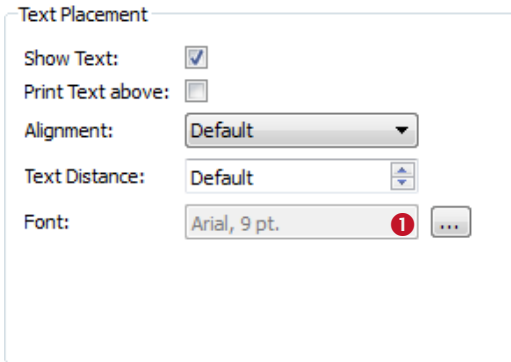 Text Placement
Show Text:
Print Text above:
Alignment: Default
Text Distance: Default
Font: Arial, 9 pt. 1 ...